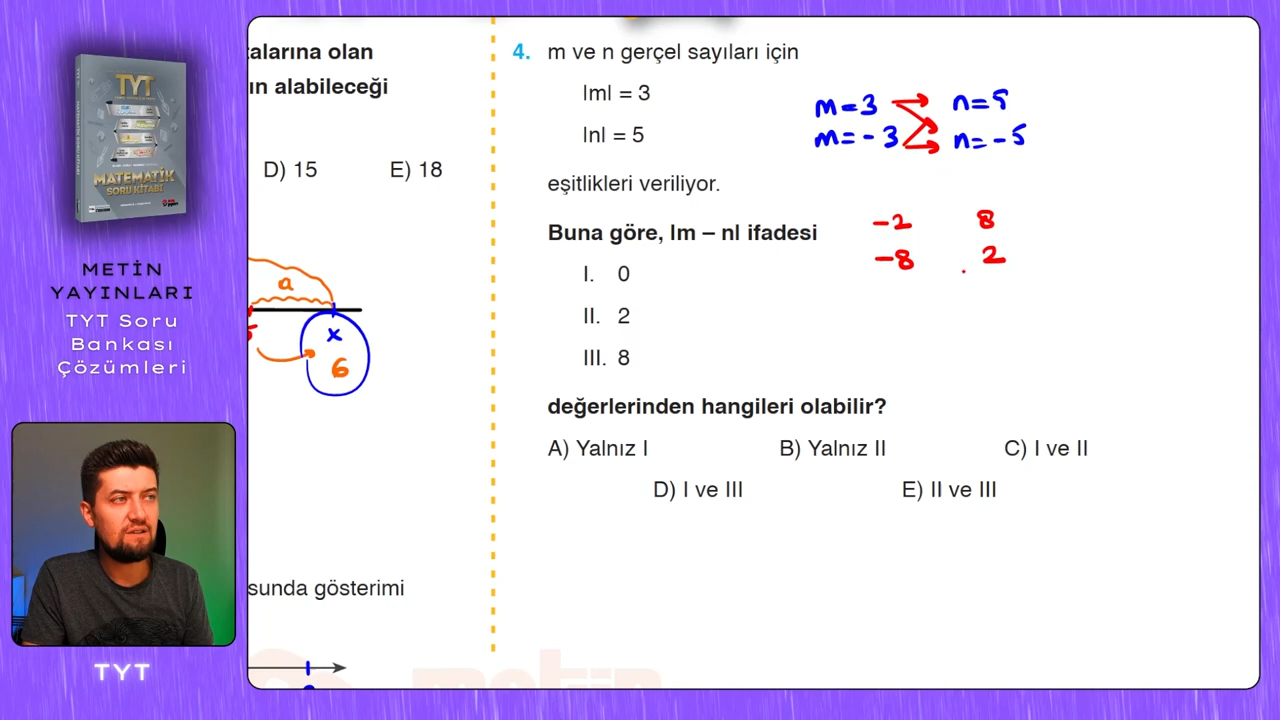 TYT
MATEMATİK
SORU KİTABI
METİN
YAYINLARI
TYT Soru
Bankası
Çözümleri
TYT
talarına olan
ın alabileceği
D) 15 E) 18
a
x
6
sunda gösterimi
4. m ve n gerçel sayıları için
|m| = 3
|n| = 5
m=3 n=5
m=-3 n=-5
eşitlikleri veriliyor.
Buna göre, |m – n| ifadesi
-2 8
-8 2
I. 0
II. 2
III. 8
değerlerinden hangileri olabilir?
A) Yalnız I B) Yalnız II C) I ve II
D) I ve III E) II ve III
metin